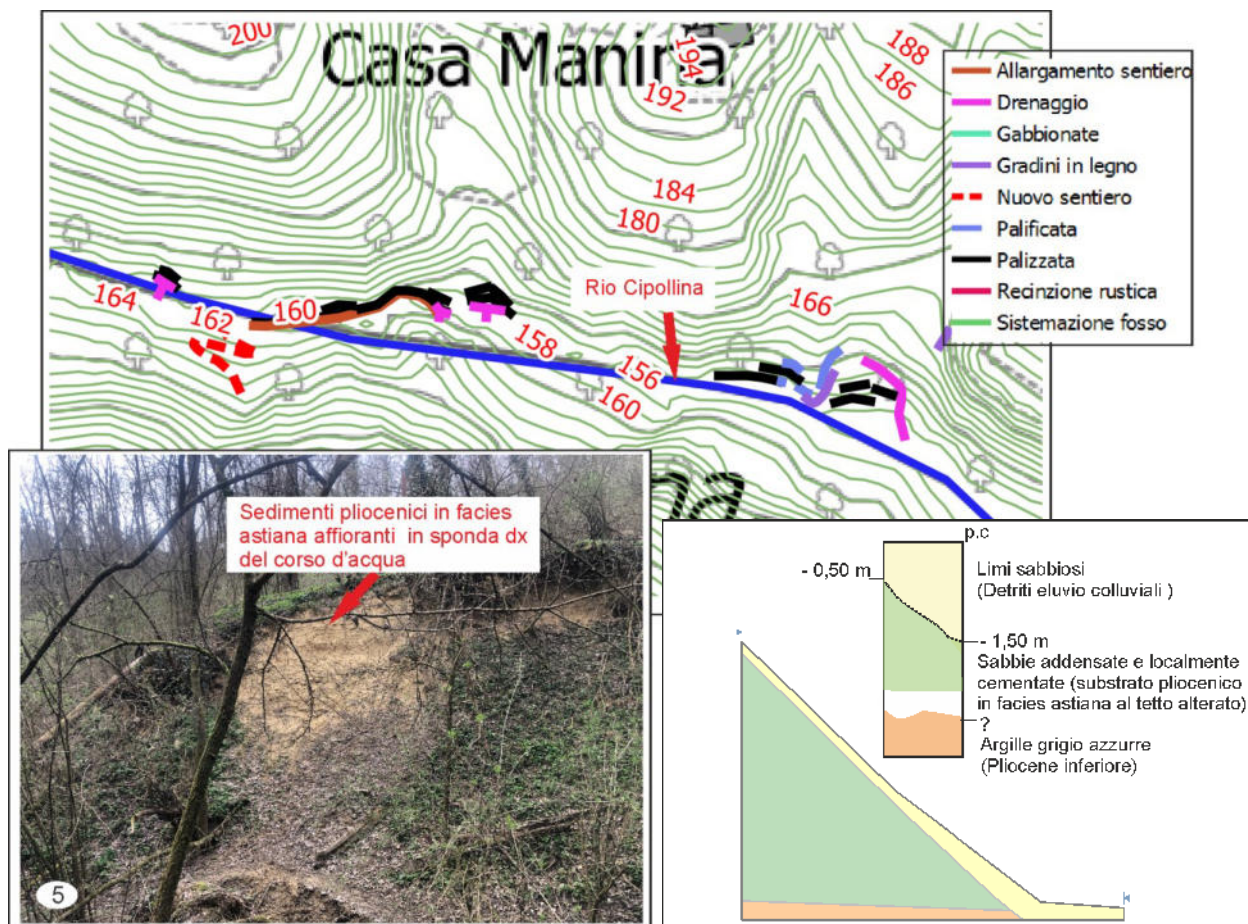 200
Casa Manina
194
192
188
186
184
180
166
164
162
160
158
156
160
Rio Cipollina
Allargamento sentiero
Drenaggio
Gabbionate
Gradini in legno
Nuovo sentiero
Palificata
Palizzata
Recinzione rustica
Sistemazione fosso
Sedimenti pliocenici in facies
astiana affioranti in sponda dx
del corso d'acqua
5
p.c
- 0,50 m
Limi sabbiosi
(Detriti eluvio colluviali )
- 1,50 m
Sabbie addensate e localmente
cementate (substrato pliocenico
in facies astiana al tetto alterato)
?
Argille grigio azzurre
(Pliocene inferiore)